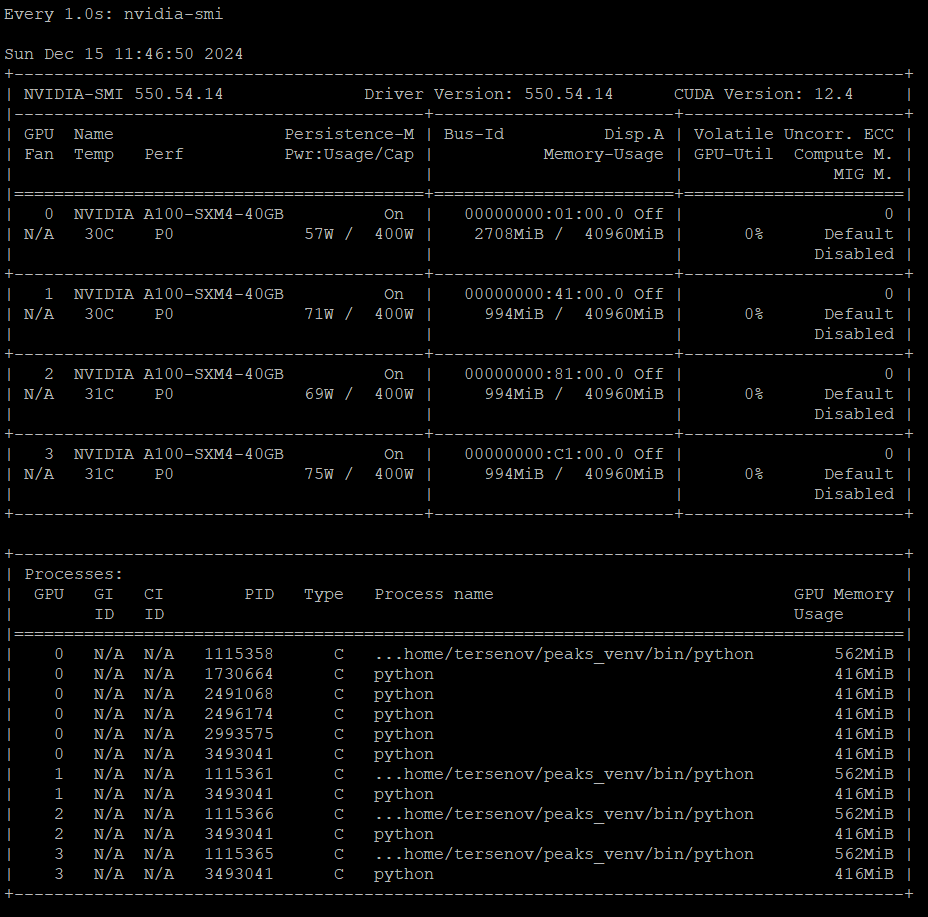 Every 1.0s: nvidia-smi
Sun Dec 15 11:46:50 2024
+-----------------------------------------------------------------------------------------+
| NVIDIA-SMI 550.54.14              Driver Version: 550.54.14      CUDA Version: 12.4     |
|-----------------------------------------+------------------------+----------------------+
| GPU  Name                 Persistence-M | Bus-Id          Disp.A | Volatile Uncorr. ECC |
| Fan  Temp   Perf          Pwr:Usage/Cap |           Memory-Usage | GPU-Util  Compute M. |
|                                         |                        |               MIG M. |
|=========================================+========================+======================|
|   0  NVIDIA A100-SXM4-40GB          On  |   00000000:01:00.0 Off |                    0 |
| N/A   30C    P0             57W /  400W |    2708MiB /  40960MiB |      0%      Default |
|                                         |                        |             Disabled |
+-----------------------------------------+------------------------+----------------------+
|   1  NVIDIA A100-SXM4-40GB          On  |   00000000:41:00.0 Off |                    0 |
| N/A   30C    P0             71W /  400W |     994MiB /  40960MiB |      0%      Default |
|                                         |                        |             Disabled |
+-----------------------------------------+------------------------+----------------------+
|   2  NVIDIA A100-SXM4-40GB          On  |   00000000:81:00.0 Off |                    0 |
| N/A   31C    P0             69W /  400W |     994MiB /  40960MiB |      0%      Default |
|                                         |                        |             Disabled |
+-----------------------------------------+------------------------+----------------------+
|   3  NVIDIA A100-SXM4-40GB          On  |   00000000:C1:00.0 Off |                    0 |
| N/A   31C    P0             75W /  400W |     994MiB /  40960MiB |      0%      Default |
|                                         |                        |             Disabled |
+-----------------------------------------+------------------------+----------------------+
+-----------------------------------------------------------------------------------------+
| Processes:                                                                              |
|  GPU   GI   CI        PID   Type   Process name                              GPU Memory |
|        ID   ID                                                               Usage      |
|=========================================================================================|
|    0   N/A  N/A   1115358      C   ...home/tersenov/peaks_venv/bin/python        562MiB |
|    0   N/A  N/A   1730664      C   python                                        416MiB |
|    0   N/A  N/A   2491068      C   python                                        416MiB |
|    0   N/A  N/A   2496174      C   python                                        416MiB |
|    0   N/A  N/A   2993575      C   python                                        416MiB |
|    0   N/A  N/A   3493041      C   python                                        416MiB |
|    1   N/A  N/A   1115361      C   ...home/tersenov/peaks_venv/bin/python        562MiB |
|    1   N/A  N/A   3493041      C   python                                        416MiB |
|    2   N/A  N/A   1115366      C   ...home/tersenov/peaks_venv/bin/python        562MiB |
|    2   N/A  N/A   3493041      C   python                                        416MiB |
|    3   N/A  N/A   1115365      C   ...home/tersenov/peaks_venv/bin/python        562MiB |
|    3   N/A  N/A   3493041      C   python                                        416MiB |
+-----------------------------------------------------------------------------------------+